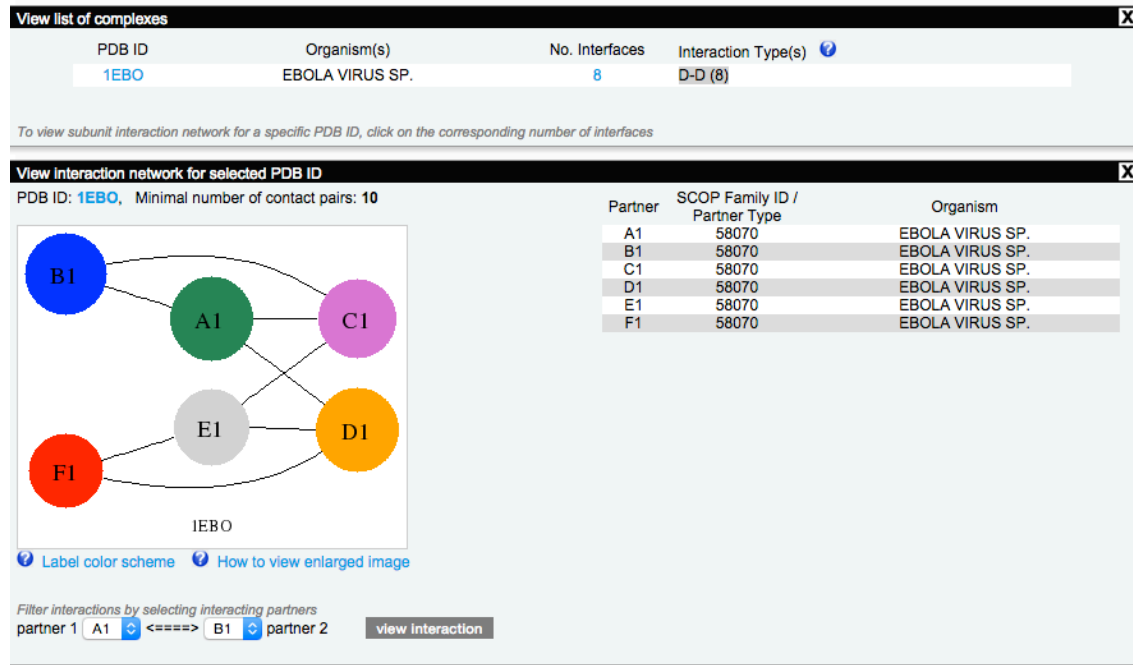 View list of complexes X
PDB ID Organism(s) No. Interfaces Interaction Type(s) ?
1EBO EBOLA VIRUS SP. 8 D-D (8)
To view subunit interaction network for a specific PDB ID, click on the corresponding number of interfaces
View interaction network for selected PDB ID X
PDB ID: 1EBO, Minimal number of contact pairs: 10
B1
A1
C1
E1
D1
F1
1EBO
? Label color scheme ? How to view enlarged image
Partner SCOP Family ID / Partner Type Organism
A1 58070 EBOLA VIRUS SP.
B1 58070 EBOLA VIRUS SP.
C1 58070 EBOLA VIRUS SP.
D1 58070 EBOLA VIRUS SP.
E1 58070 EBOLA VIRUS SP.
F1 58070 EBOLA VIRUS SP.
Filter interactions by selecting interacting partners
partner 1 A1 <====> B1 partner 2 view interaction